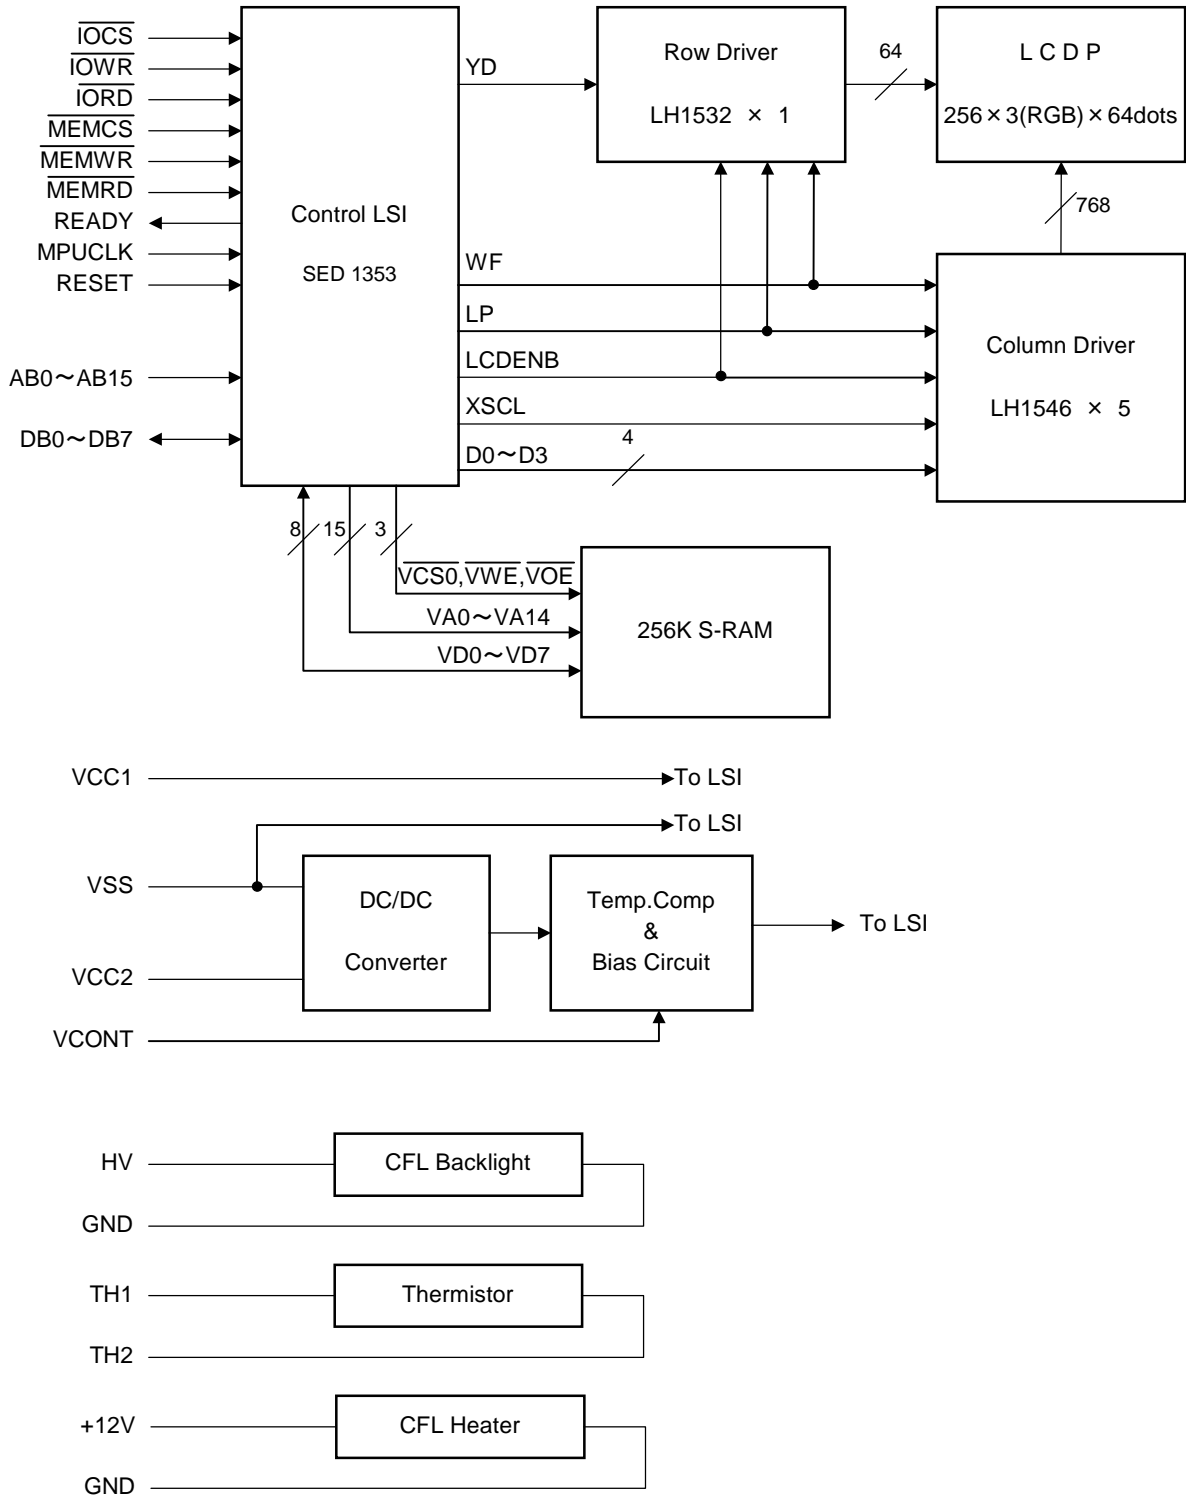 IOCS
IOWR
IORD
MEMCS
MEMWR
MEMRD
READY
MPUCLK
RESET
AB0～AB15
DB0～DB7
Control LSI
SED 1353
YD
WF
LP
LCDENB
XSCL
D0～D3
4
Row Driver
LH1532 × 1
64
L C D P
256×3(RGB)×64dots
768
Column Driver
LH1546 × 5
8
15
3
VCS0,VWE,VOE
VA0～VA14
VD0～VD7
256K S-RAM
VCC1
To LSI
To LSI
VSS
VCC2
VCONT
DC/DC
Converter
Temp.Comp
&
Bias Circuit
To LSI
HV
CFL Backlight
GND
TH1
Thermistor
TH2
+12V
CFL Heater
GND